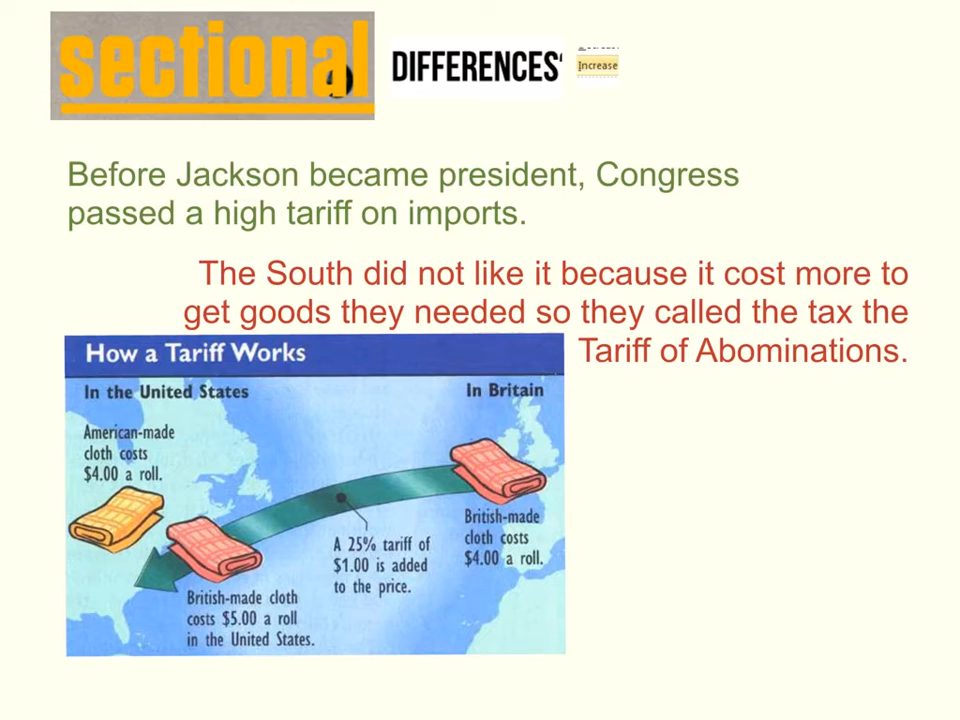 sectional
DIFFERENCES
Increase
Before Jackson became president, Congress
passed a high tariff on imports.
The South did not like it because it cost more to
get goods they needed so they called the tax the
Tariff of Abominations.
How a Tariff Works
In the United States
In Britain
American-made
cloth costs
$4.00 a roll.
British-made
cloth costs
$4.00 a roll.
A 25% tariff of
$1.00 is added
to the price.
British-made cloth
costs $5.00 a roll
in the United States.